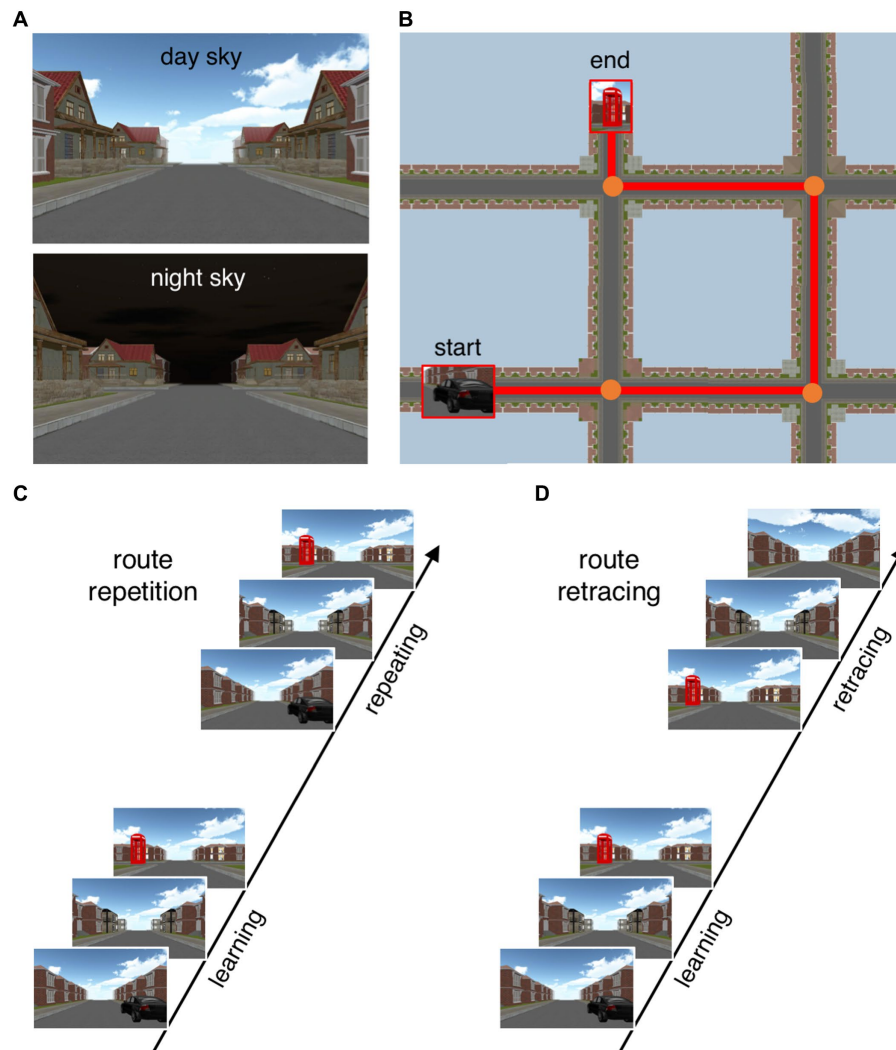 A
day sky
night sky
B
end
start
C
route
repetition
repeating
learning
D
route
retracing
retracing
learning